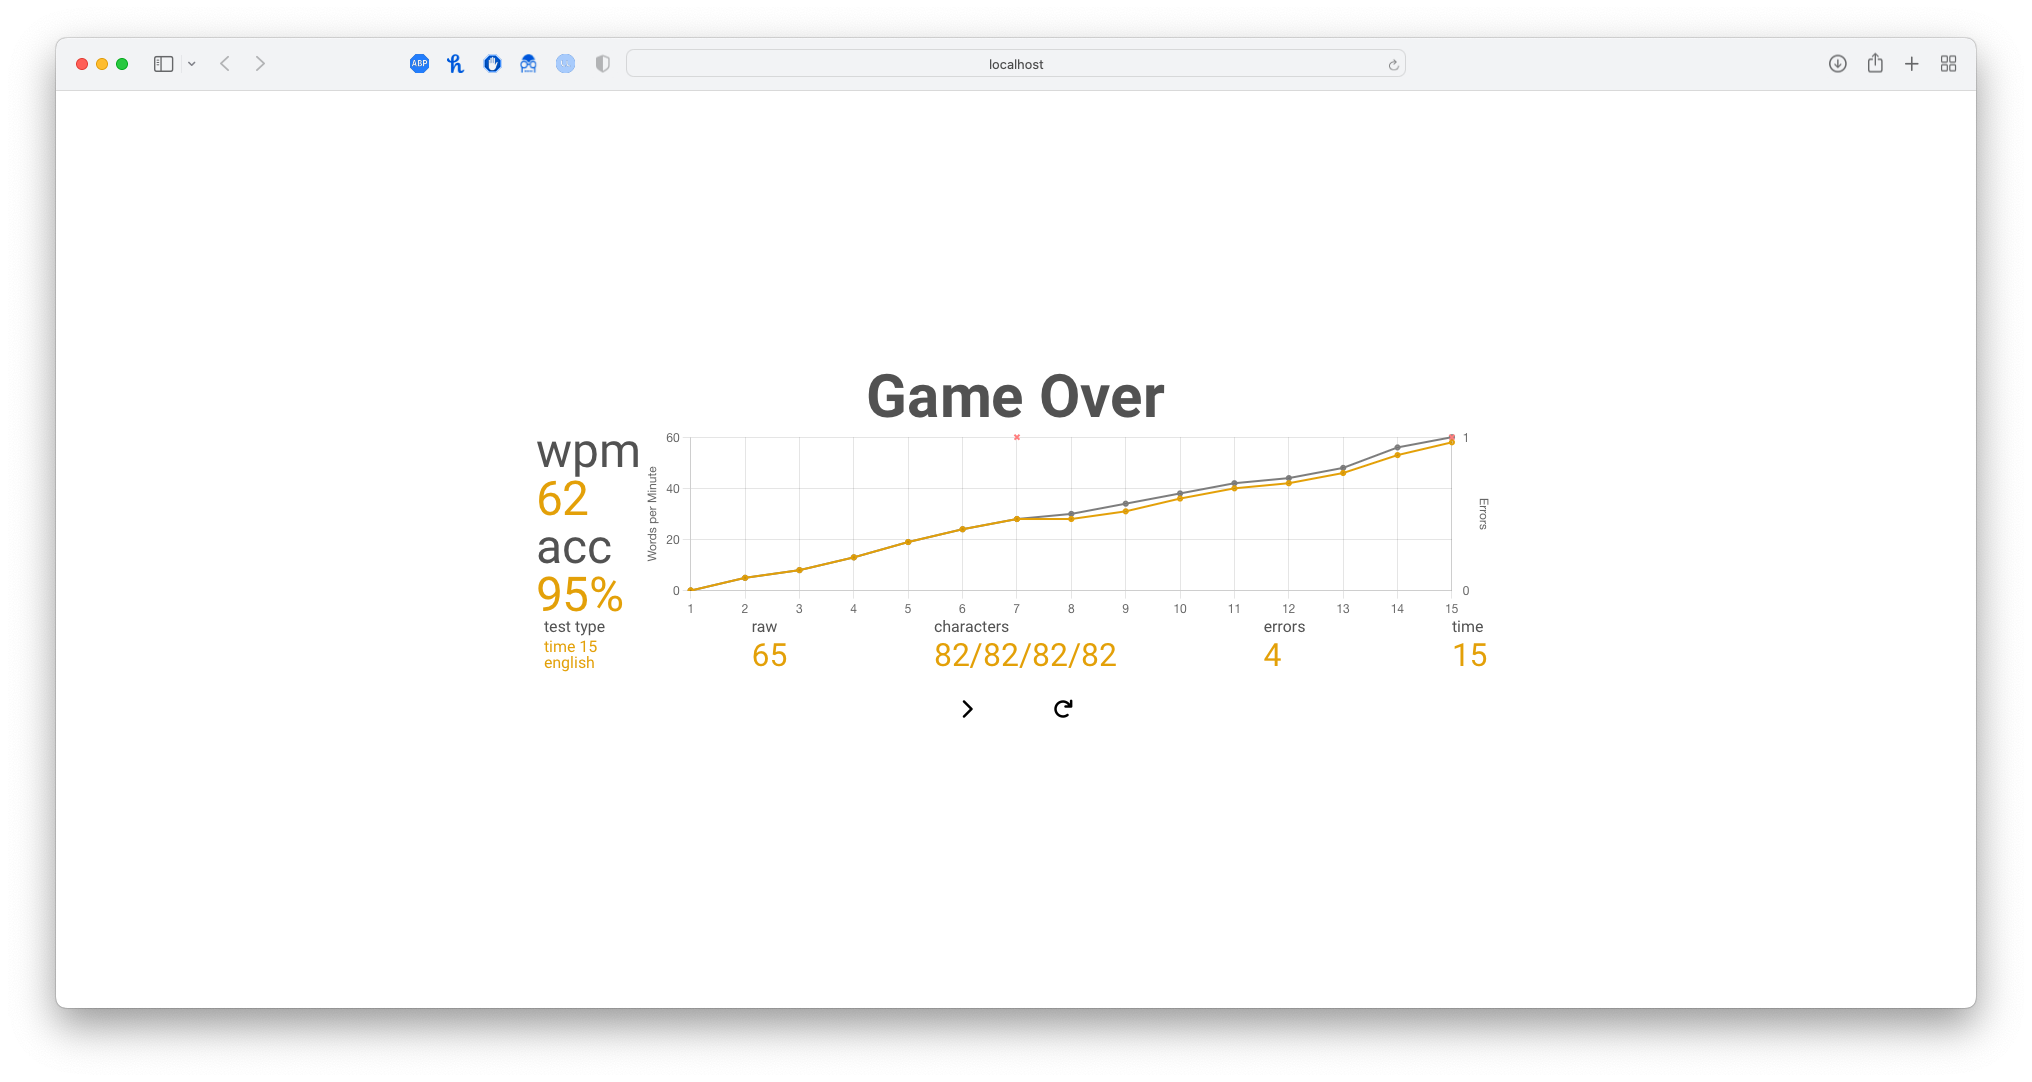 ABP
localhost
Game Over
wpm
62
acc
95%
Words per Minute
60
40
20
0
1 2 3 4 5 6 7 8 9 10 11 12 13 14 15
1
0
Errors
test type
time 15
english
raw
65
characters
82/82/82/82
errors
4
time
15